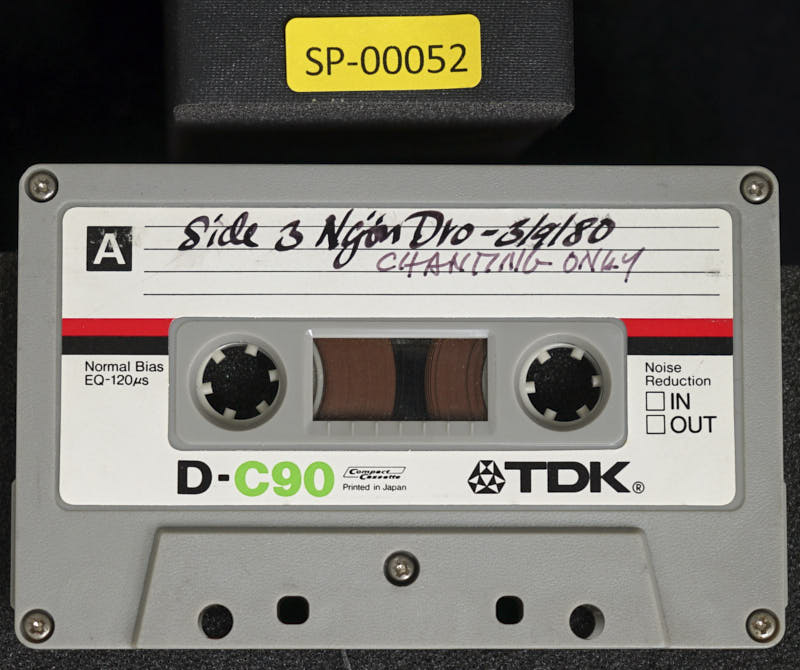 SP-00052
A
Side 3 Ngön Dro - 3/9/80
CHANTING ONLY
Normal Bias
EQ-120µs
Noise
Reduction
IN
OUT
D-C90
Compact
Cassette
Printed in Japan
TDK®